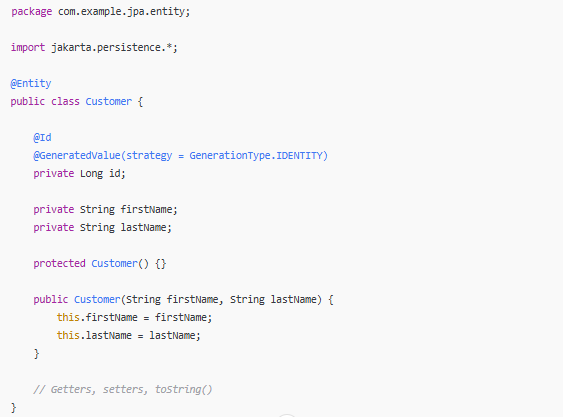 package com.example.jpa.entity;
import jakarta.persistence.*;
@Entity
public class Customer {
@Id
@GeneratedValue(strategy = GenerationType.IDENTITY)
private Long id;
private String firstName;
private String lastName;
protected Customer() {}
public Customer(String firstName, String lastName) {
this.firstName = firstName;
this.lastName = lastName;
}
// Getters, setters, toString()
}